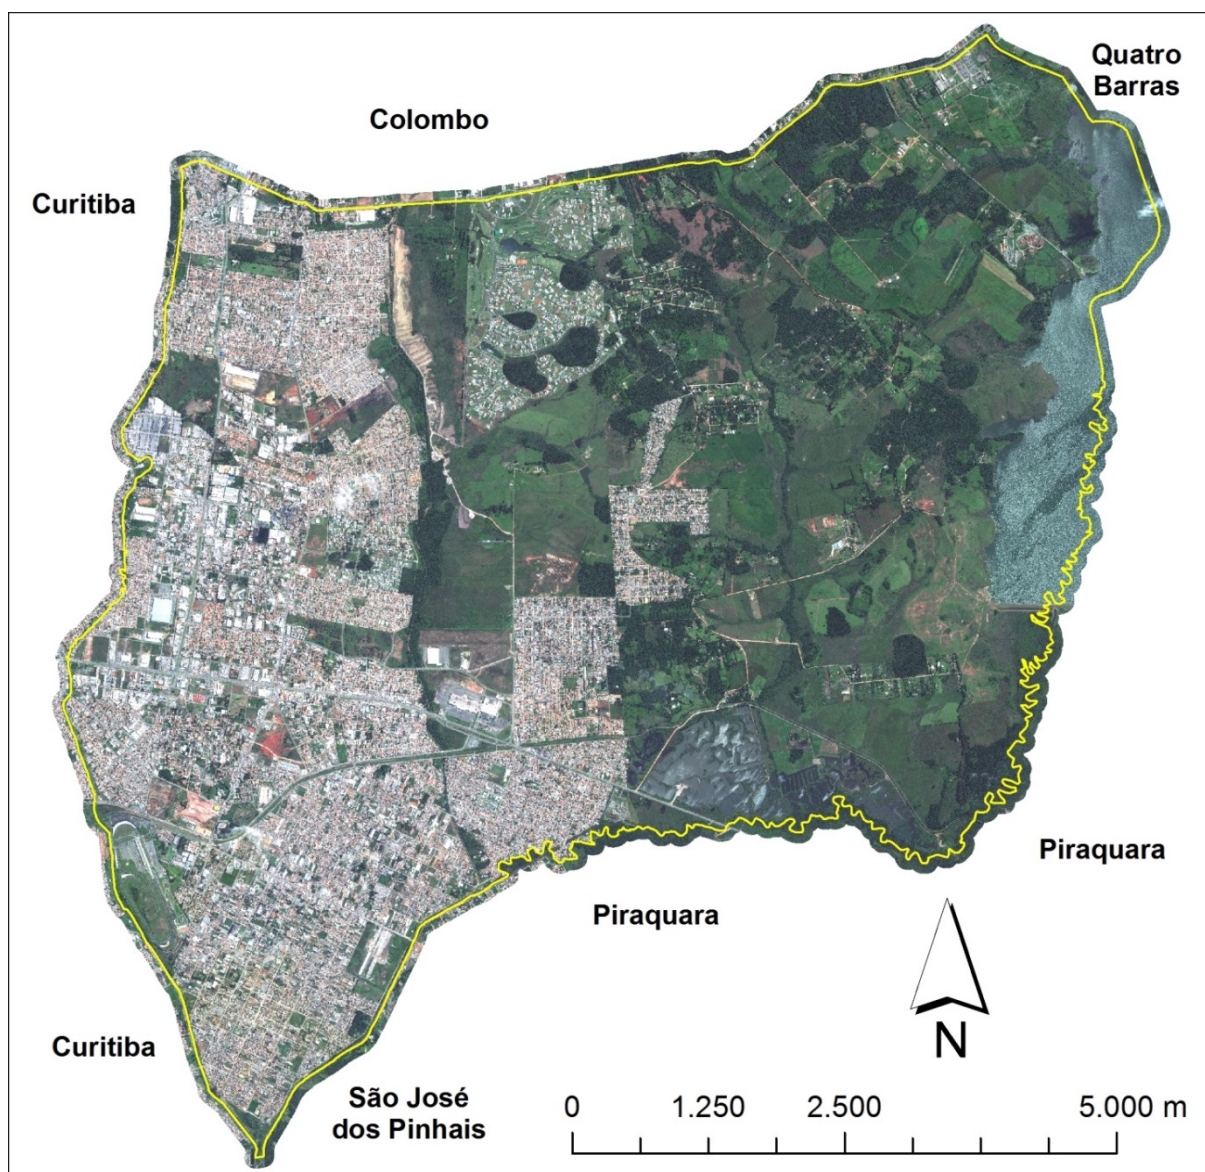 Quatro
Barras
Colombo
Curitiba
Piraquara
Piraquara
N
Curitiba
São José
dos Pinhais
0 1.250 2.500 5.000 m